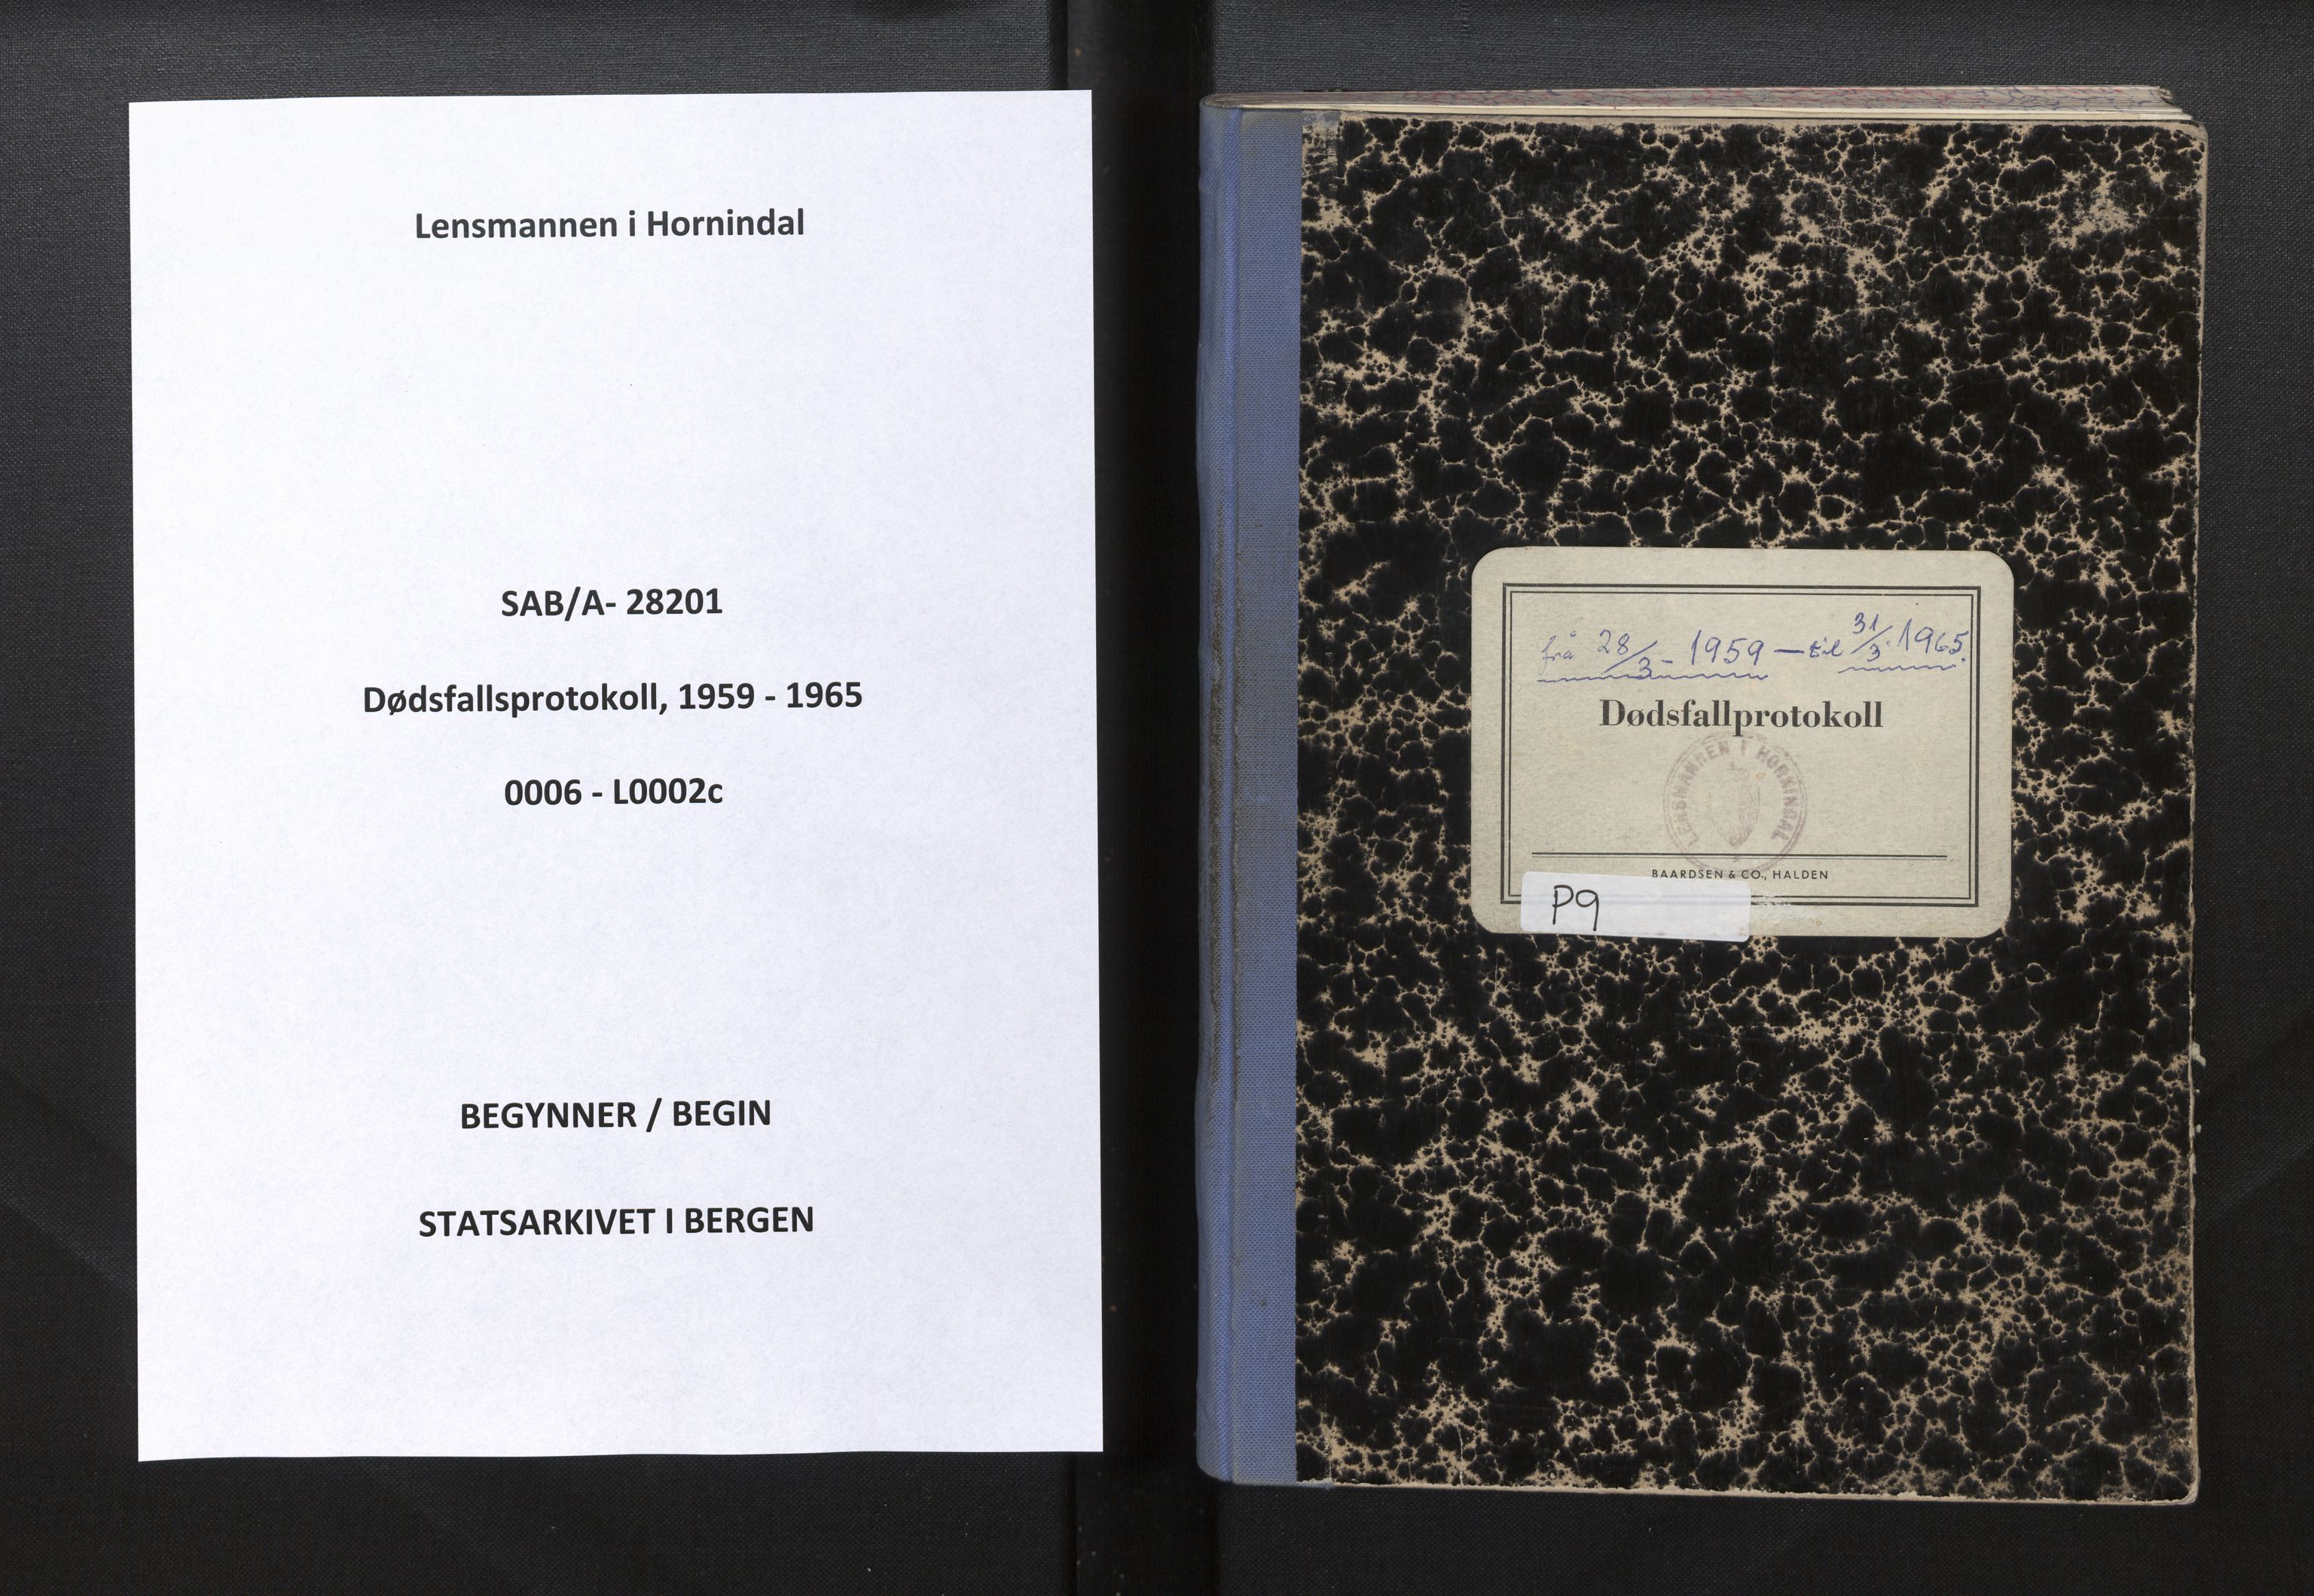 Lensmannen i Hornindal
SAB/A- 28201
Dødsfallsprotokoll, 1959 - 1965
0006 - L0002c
BEGYNNER / BEGIN
STATSARKIVET I BERGEN
frå 28/3 - 1959 — til 31/3. 1965.
Dødsfallprotokoll
LENSMANNEN I HORNINDAL
BAARDSEN & CO., HALDEN
P9